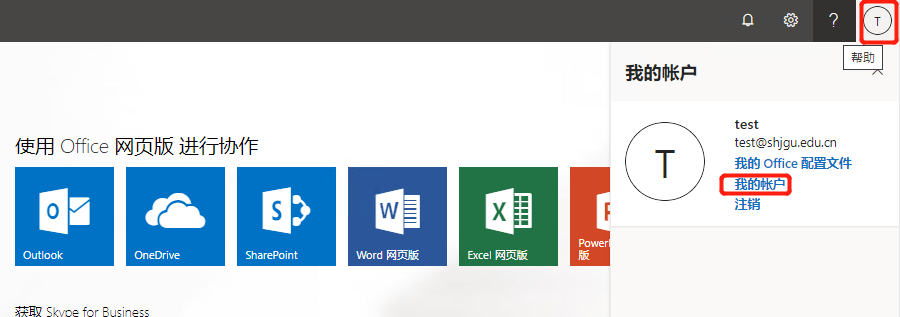 ?
T
帮助
我的帐户
T
test
test@shjgu.edu.cn
我的 Office 配置文件
我的帐户
注销
使用 Office 网页版 进行协作
Outlook
OneDrive
SharePoint
Word 网页版
Excel 网页版
版
获取 Skype for Business